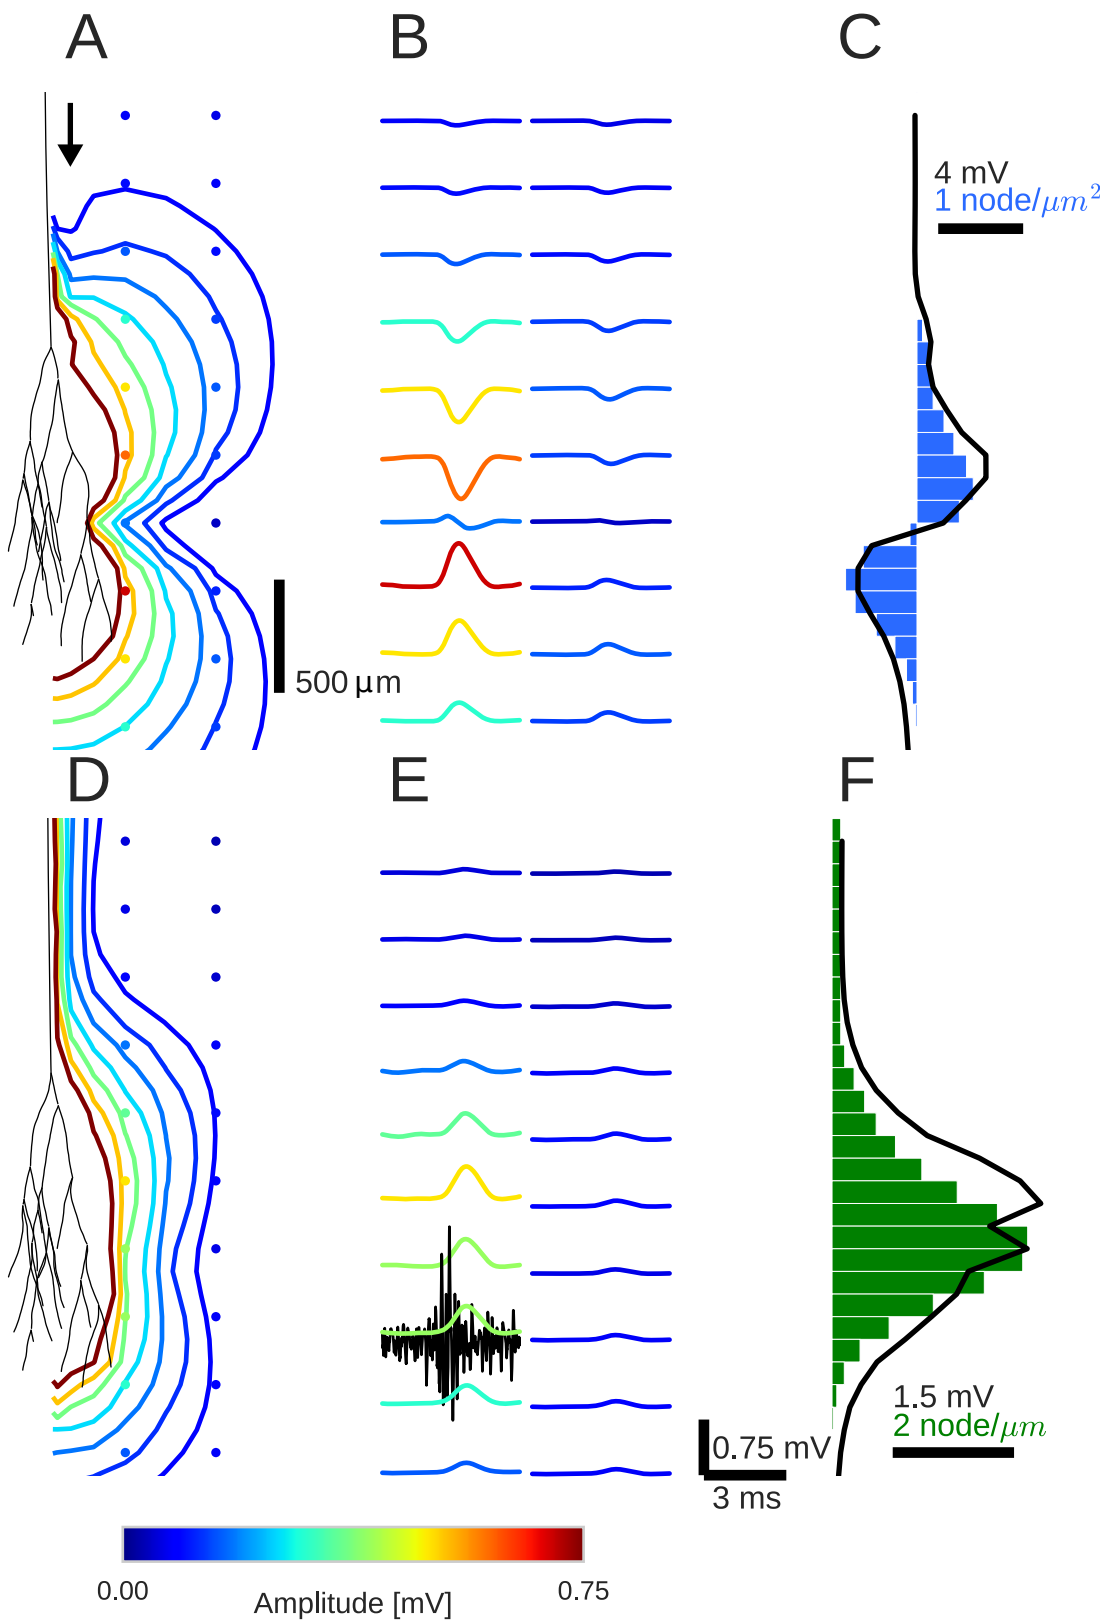 A
B
C
4 mV
1 node/μm²
500 μm
D
E
F
1.5 mV
2 node/μm
0.75 mV
3 ms
0.00
0.75
Amplitude [mV]